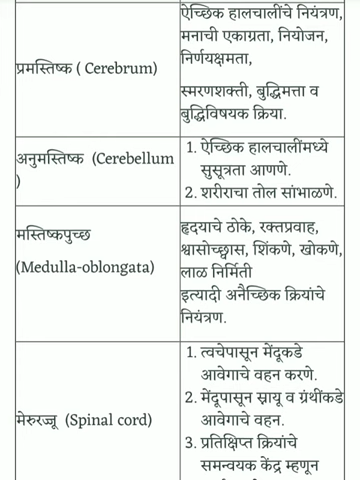 ऐच्छिक हालचालींचे नियंत्रण,
मनाची एकाग्रता, नियोजन,
निर्णयक्षमता,
प्रमस्तिष्क ( Cerebrum)
स्मरणशक्ती, बुद्धिमत्ता व
बुद्धिविषयक क्रिया.
अनुमस्तिष्क (Cerebellum
)
1. ऐच्छिक हालचालींमध्ये
सुसूत्रता आणणे.
2. शरीराचा तोल सांभाळणे.
मस्तिष्कपुच्छ
(Medulla-oblongata)
हृदयाचे ठोके, रक्तप्रवाह,
श्वासोच्छ्वास, शिंकणे, खोकणे,
लाळ निर्मिती
इत्यादी अनैच्छिक क्रियांचे
नियंत्रण.
मेरुरज्जू (Spinal cord)
1. त्वचेपासून मेंदूकडे
आवेगाचे वहन करणे.
2. मेंदूपासून स्नायू व ग्रंथींकडे
आवेगाचे वहन.
3. प्रतिक्षिप्त क्रियांचे
समन्वयक केंद्र म्हणून